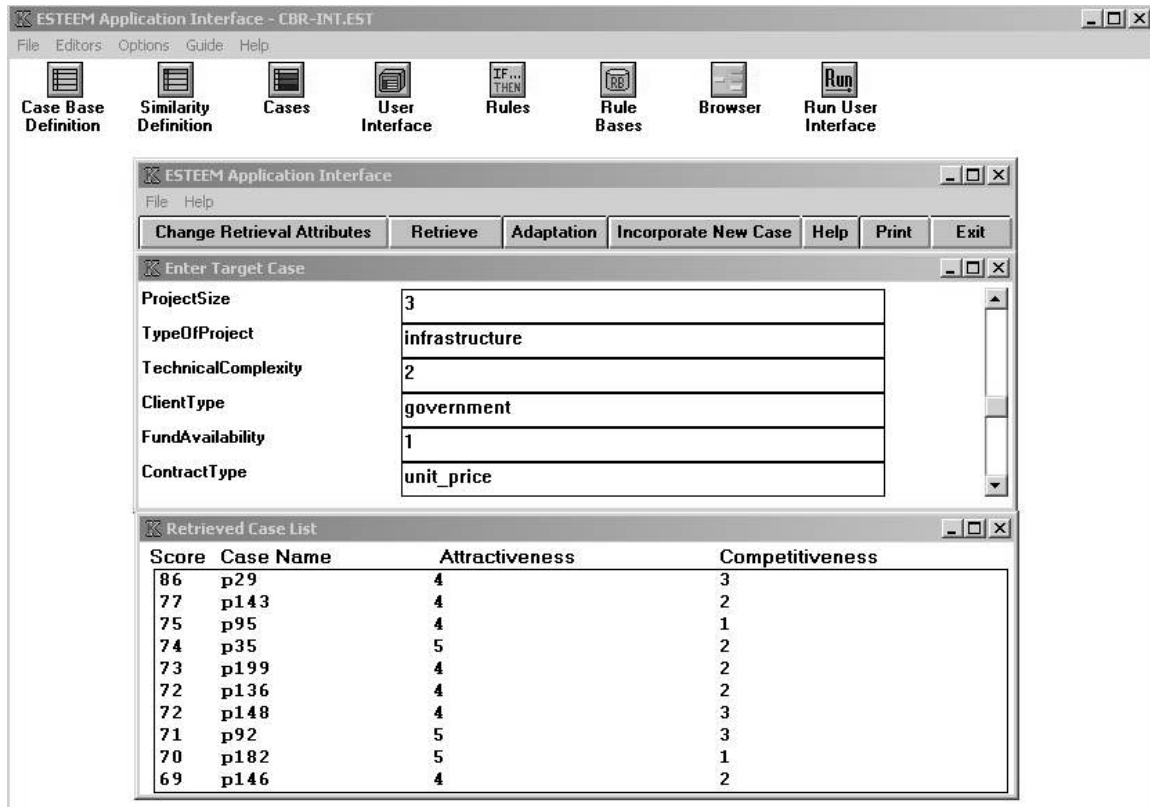 ESTEEM Application Interface - CBR-INT.EST
File Editors Options Guide Help
IF... THEN RB Run
Case Base Definition
Similarity Definition
Cases
User Interface
Rules
Rule Bases
Browser
Run User Interface
ESTEEM Application Interface
File Help
Change Retrieval Attributes Retrieve Adaptation Incorporate New Case Help Print Exit
Enter Target Case
ProjectSize 3
TypeOfProject infrastructure
TechnicalComplexity 2
ClientType government
FundAvailability 1
ContractType unit_price
Retrieved Case List
Score Case Name Attractiveness Competitiveness
86 p29 4 3
77 p143 4 2
75 p95 4 1
74 p35 5 2
73 p199 4 2
72 p136 4 2
72 p148 4 3
71 p92 5 3
70 p182 5 1
69 p146 4 2